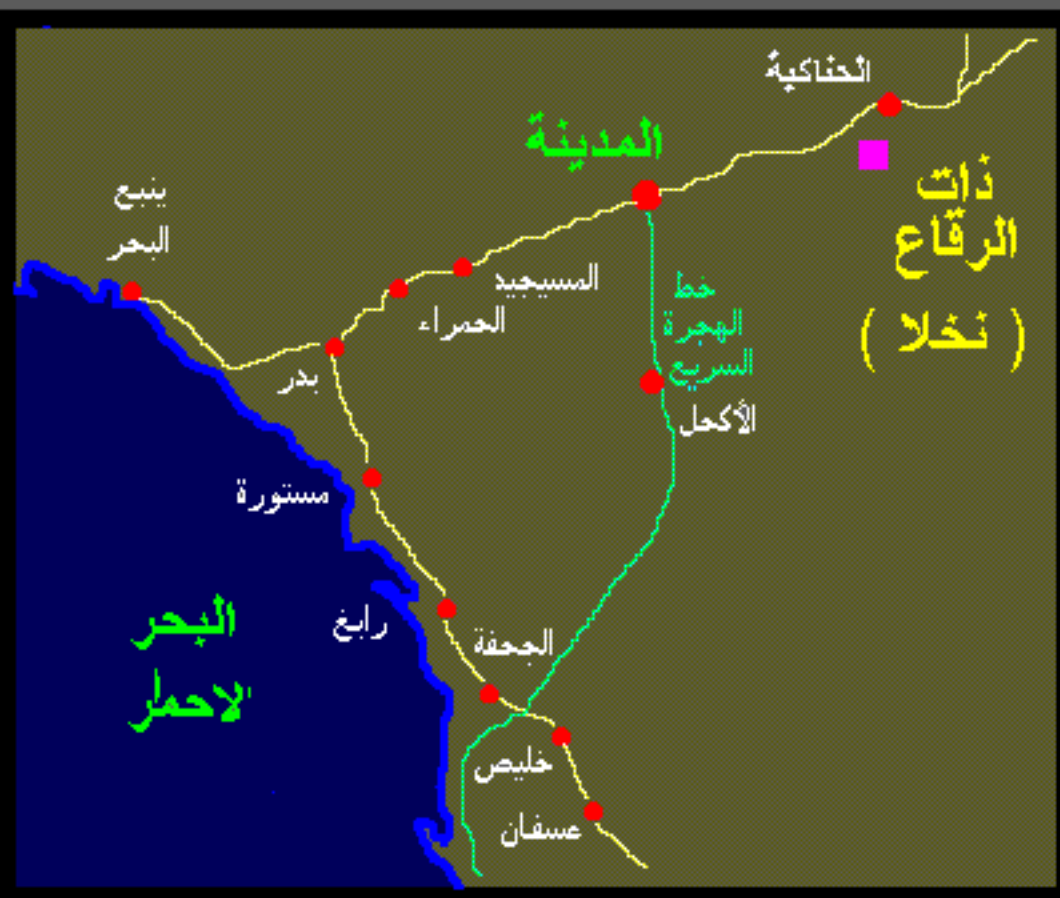 الحناكية
المدينة
ذات
الرقاع
( نخلا )
ينبع
البحر
المسيجيد
الحمراء
بدر
خط
الهجرة
السريع
الأكحل
مستورة
رابغ
الجحفة
البحر
لاحمار
خليص
عسفان